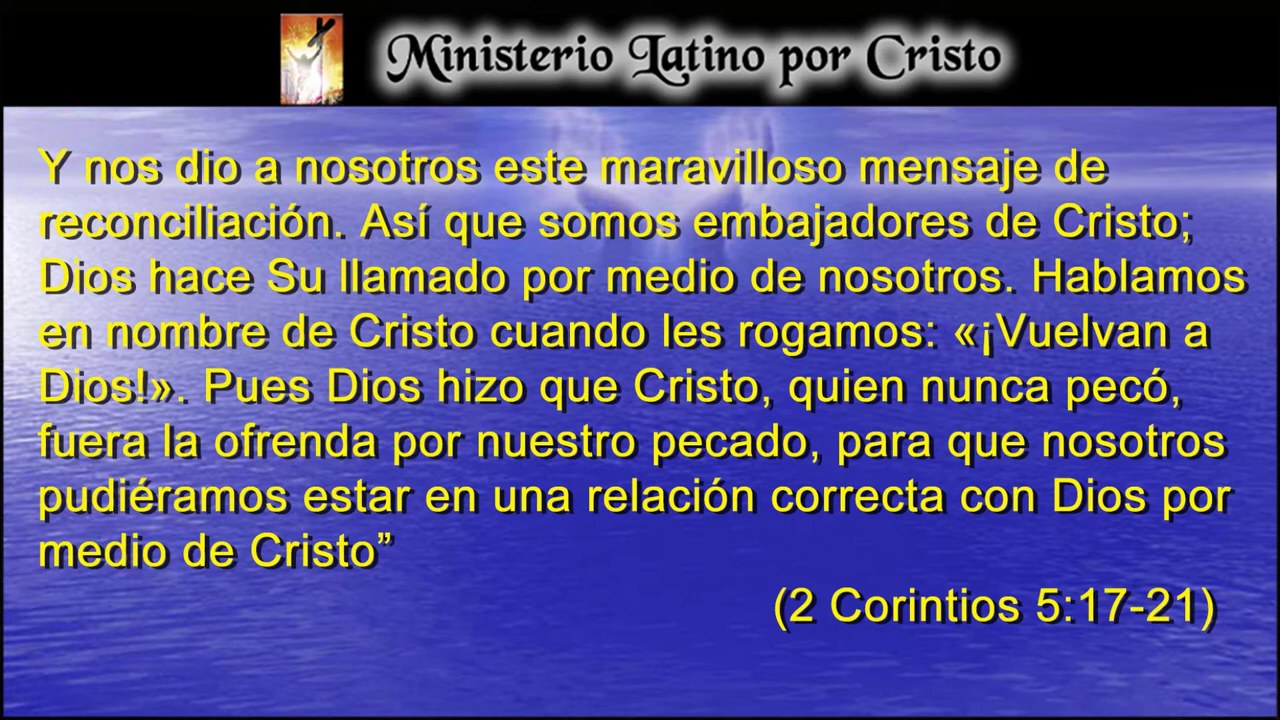 Ministerio Latino por Cristo
Y nos dio a nosotros este maravilloso mensaje de
reconciliación. Así que somos embajadores de Cristo;
Dios hace Su llamado por medio de nosotros. Hablamos
en nombre de Cristo cuando les rogamos: «¡Vuelvan a
Dios!». Pues Dios hizo que Cristo, quien nunca pecó,
fuera la ofrenda por nuestro pecado, para que nosotros
pudiéramos estar en una relación correcta con Dios por
medio de Cristo”
(2 Corintios 5:17-21)